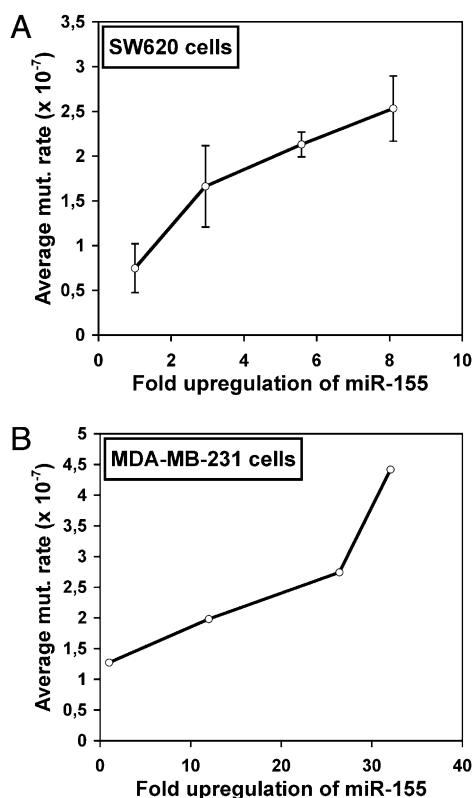 A
SW620 cells
Average mut. rate (x 10⁻⁷)
3,5
3
2,5
2
1,5
1
0,5
0
0 2 4 6 8 10
Fold upregulation of miR-155
B
MDA-MB-231 cells
Average mut. rate (x 10⁻⁷)
5
4,5
4
3,5
3
2,5
2
1,5
1
0,5
0
0 10 20 30 40
Fold upregulation of miR-155